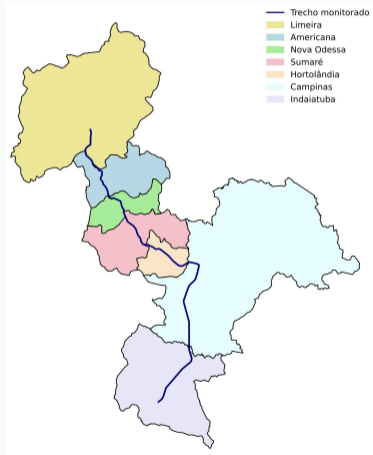 Trecho monitorado
Limeira
Americana
Nova Odessa
Sumaré
Hortolândia
Campinas
Indaiatuba